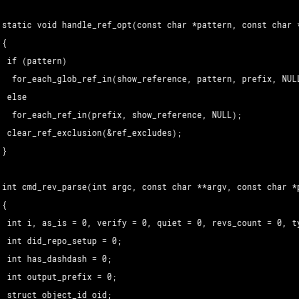 static void handle_ref_opt(const char *pattern, const char
{
 if (pattern)
  for_each_glob_ref_in(show_reference, pattern, prefix, NULL
 else
  for_each_ref_in(prefix, show_reference, NULL);
 clear_ref_exclusion(&ref_excludes);
}

int cmd_rev_parse(int argc, const char **argv, const char
{
 int i, as_is = 0, verify = 0, quiet = 0, revs_count = 0,
 int did_repo_setup = 0;
 int has_dashdash = 0;
 int output_prefix = 0;
 struct object_id oid;